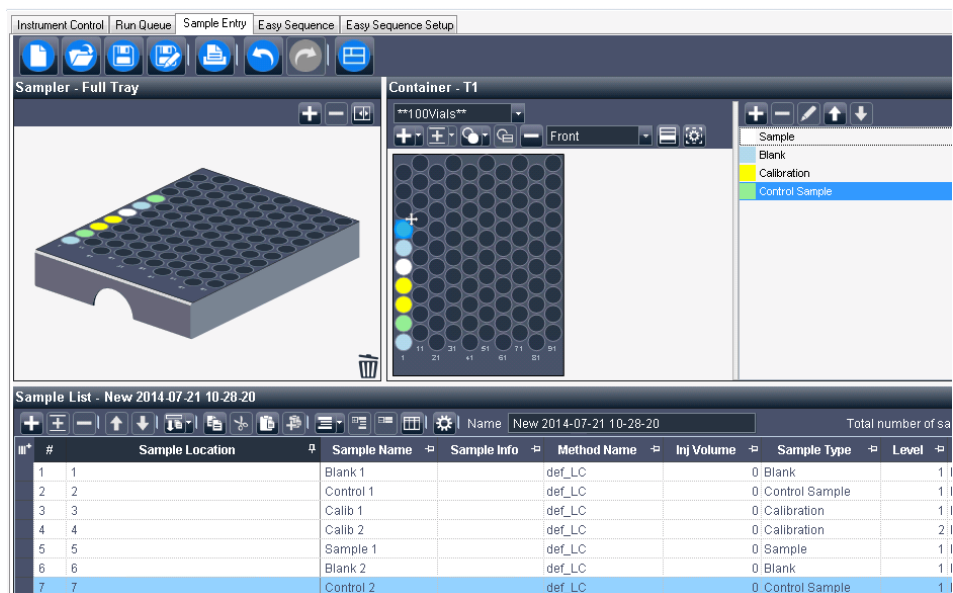 Instrument Control Run Queue Sample Entry Easy Sequence Easy Sequence Setup
Sampler - Full Tray
Container - T1
**100Vials**
Front
Sample
Blank
Calibration
Control Sample
11 31 51 71 91
1 21 41 61 81
Sample List - New 2014-07-21 10-28-20
Name New 2014-07-21 10-28-20 Total number of sa
# Sample Location Sample Name Sample Info Method Name Inj Volume Sample Type Level
1 1 Blank 1 def_LC 0 Blank 1
2 2 Control 1 def_LC 0 Control Sample 1
3 3 Calib 1 def_LC 0 Calibration 1
4 4 Calib 2 def_LC 0 Calibration 2
5 5 Sample 1 def_LC 0 Sample 1
6 6 Blank 2 def_LC 0 Blank 1
7 7 Control 2 def_LC 0 Control Sample 1